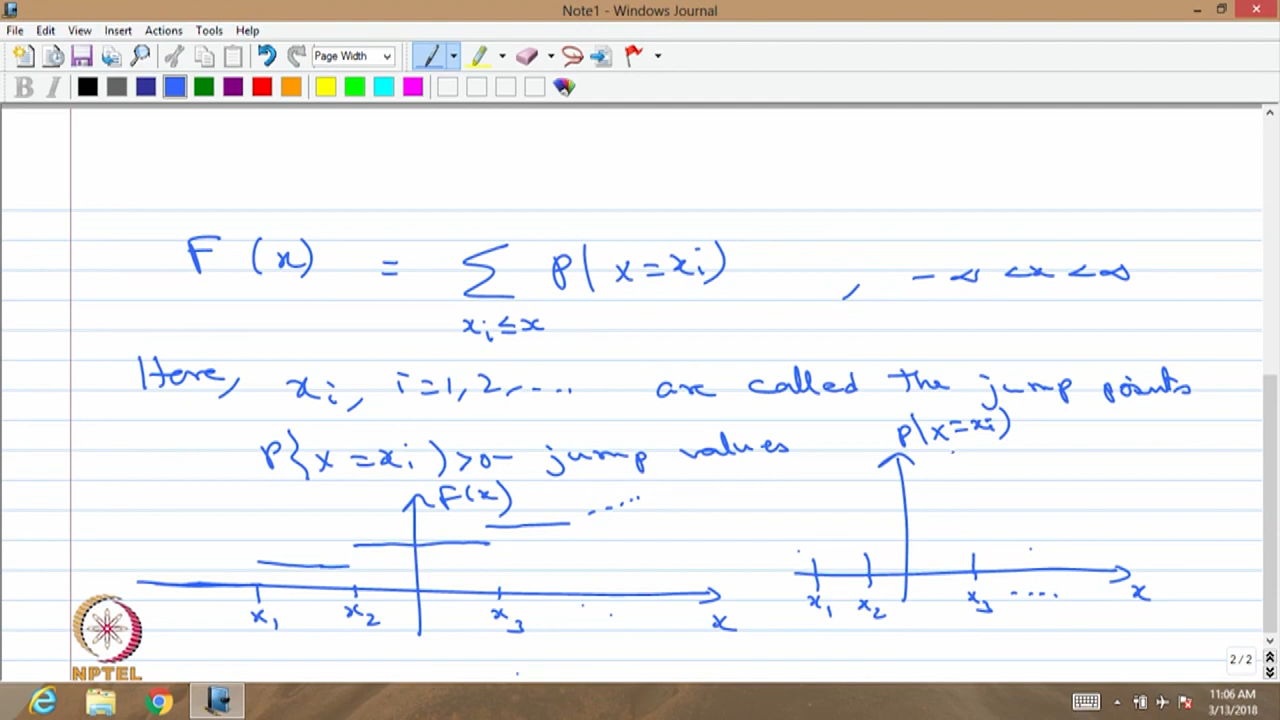 Note1 - Windows Journal
File Edit View Insert Actions Tools Help
Page Width
B I
F (x) = ∑ P(X=xi) , -∞ <x <∞
xi≤x
Here, xi, i=1,2,.... are called the jump points
P{X=xi)>0- jump values
P(X=xi)
F(x)
.....
x1 x2 x3 x
x1 x2 x3 .... x
NPTEL
2/2
11:06 AM
3/13/2018